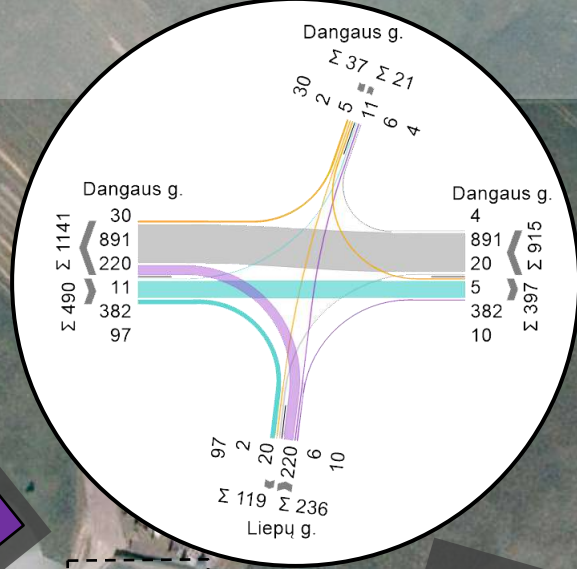 Dangaus g.
Σ 37 Σ 21
30 2 5 11 6 4
Dangaus g.
30
891
220
11
382
97
Σ 1141
Σ 490
Dangaus g.
4
891
20
5
382
10
Σ 915
Σ 397
97 2 20 220 6 10
Σ 119 Σ 236
Liepų g.